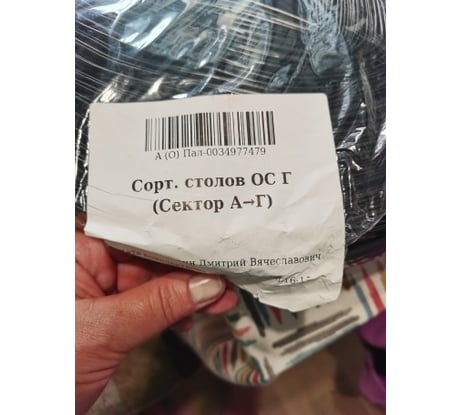 А (О) Пал-0034977479
Сорт. столов ОС Г
(Сектор А→Г)
Дмитрий Вячеславович